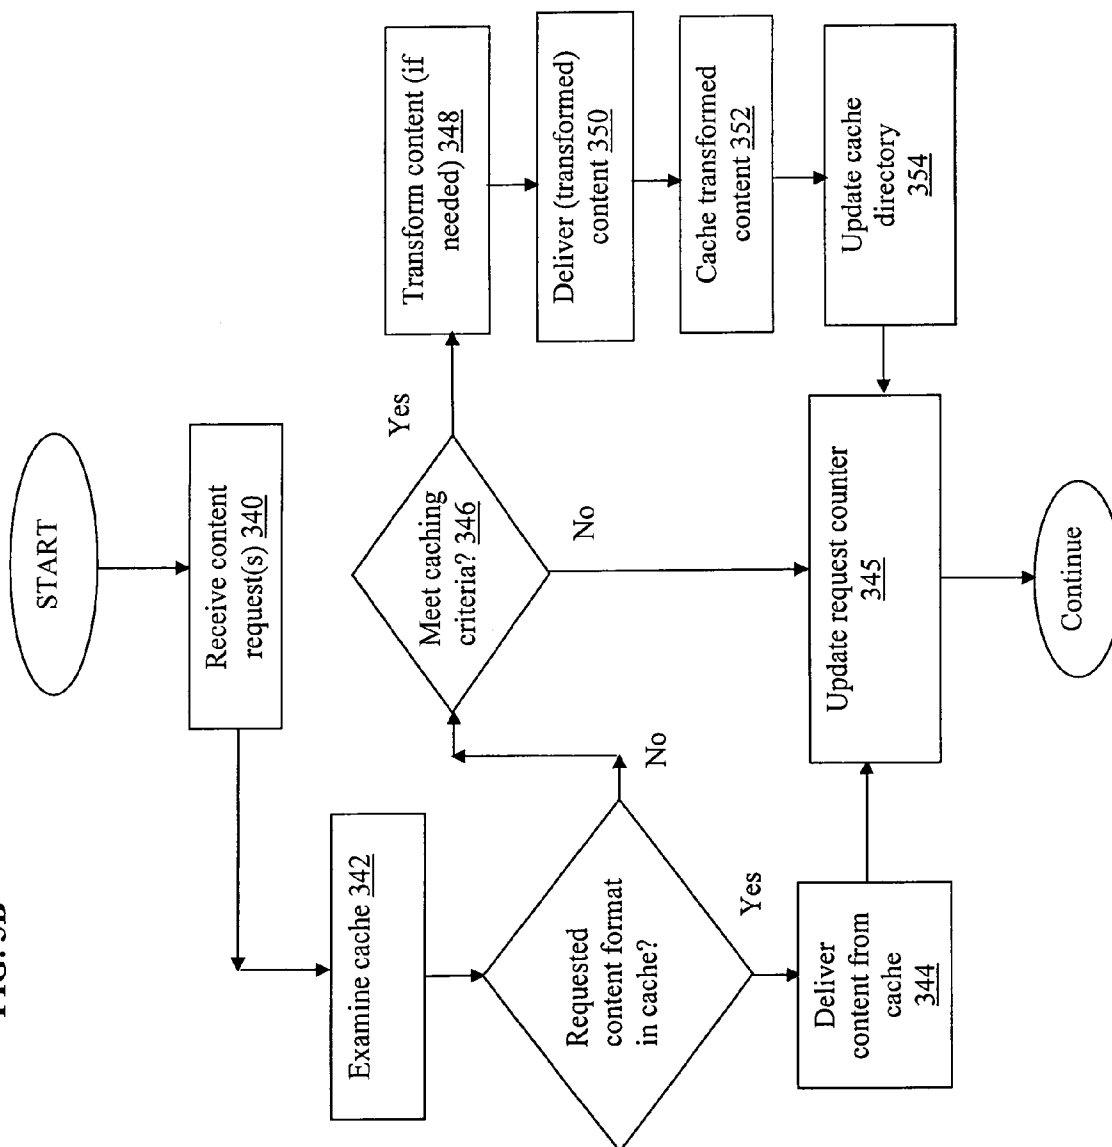 START
Receive content
request(s) 340
Examine cache 342
Requested
content format
in cache?
No
Yes
Deliver
content from
cache
344
Meet caching
criteria? 346
Yes
No
Transform content (if
needed) 348
Deliver (transformed)
content 350
Cache transformed
content 352
Update cache
directory
354
Update request counter
345
Continue